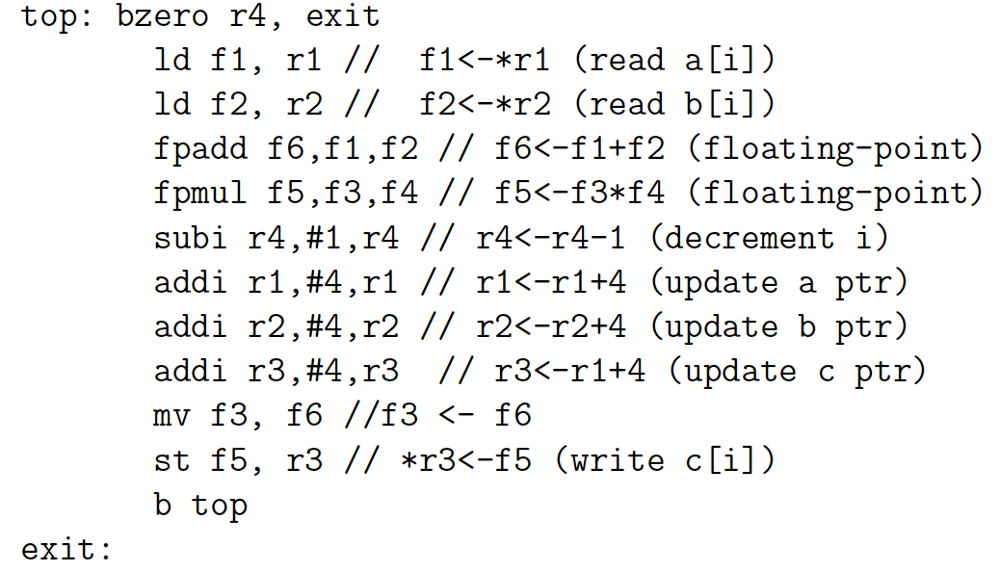 top: bzero r4, exit
ld f1, r1 // f1<-*r1 (read a[i])
ld f2, r2 // f2<-*r2 (read b[i])
fpadd f6,f1,f2 // f6<-f1+f2 (floating-point)
fpmul f5,f3,f4 // f5<-f3*f4 (floating-point)
subi r4,#1,r4 // r4<-r4-1 (decrement i)
addi r1,#4,r1 // r1<-r1+4 (update a ptr)
addi r2,#4,r2 // r2<-r2+4 (update b ptr)
addi r3,#4,r3 // r3<-r1+4 (update c ptr)
mv f3, f6 //f3 <- f6
st f5, r3 // *r3<-f5 (write c[i])
b top
exit: